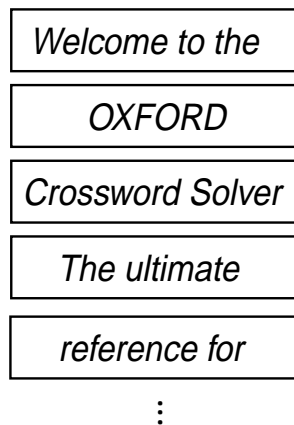 Welcome to the
OXFORD
Crossword Solver
The ultimate
reference for
⋮